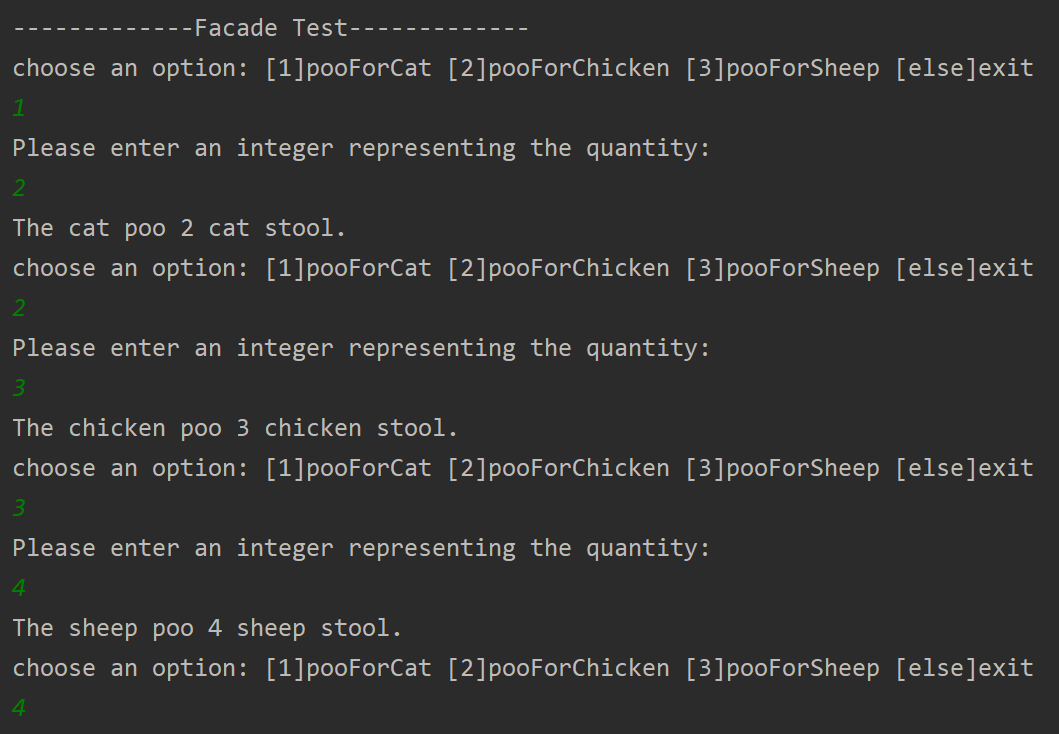 -------------Facade Test-------------
choose an option: [1]pooForCat [2]pooForChicken [3]pooForSheep [else]exit
1
Please enter an integer representing the quantity:
2
The cat poo 2 cat stool.
choose an option: [1]pooForCat [2]pooForChicken [3]pooForSheep [else]exit
2
Please enter an integer representing the quantity:
3
The chicken poo 3 chicken stool.
choose an option: [1]pooForCat [2]pooForChicken [3]pooForSheep [else]exit
3
Please enter an integer representing the quantity:
4
The sheep poo 4 sheep stool.
choose an option: [1]pooForCat [2]pooForChicken [3]pooForSheep [else]exit
4